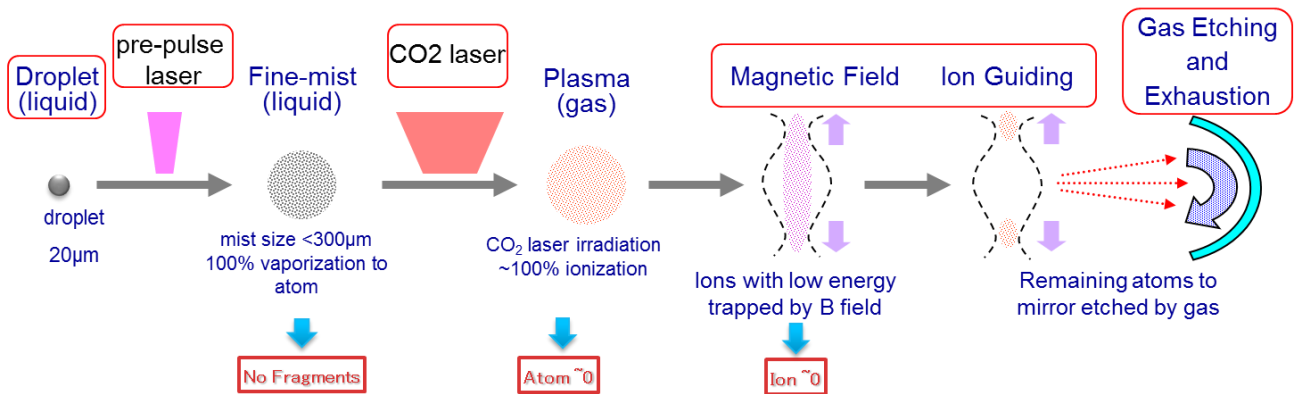 Droplet
(liquid)
pre-pulse
laser
Fine-mist
(liquid)
CO2 laser
Plasma
(gas)
Magnetic Field
Ion Guiding
Gas Etching
and
Exhaustion
droplet
20μm
mist size <300μm
100% vaporization to
atom
CO₂ laser irradiation
~100% ionization
Ions with low energy
trapped by B field
Remaining atoms to
mirror etched by gas
No Fragments
Atom ~0
Ion ~0